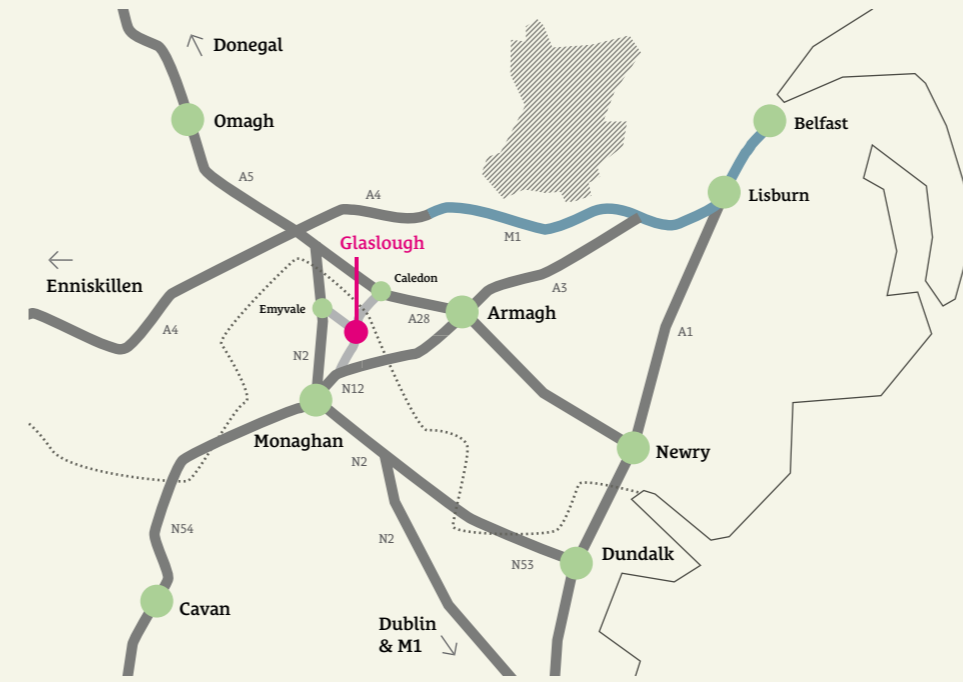 Donegal
Omagh
Belfast
A5
A4
Lisburn
M1
Glaslough
Enniskillen
Caledon
A3
Emyvale
A28
Armagh
A4
A1
N2
N12
Monaghan
N2
Newry
N54
N2
N53
Dundalk
Cavan
Dublin
& M1